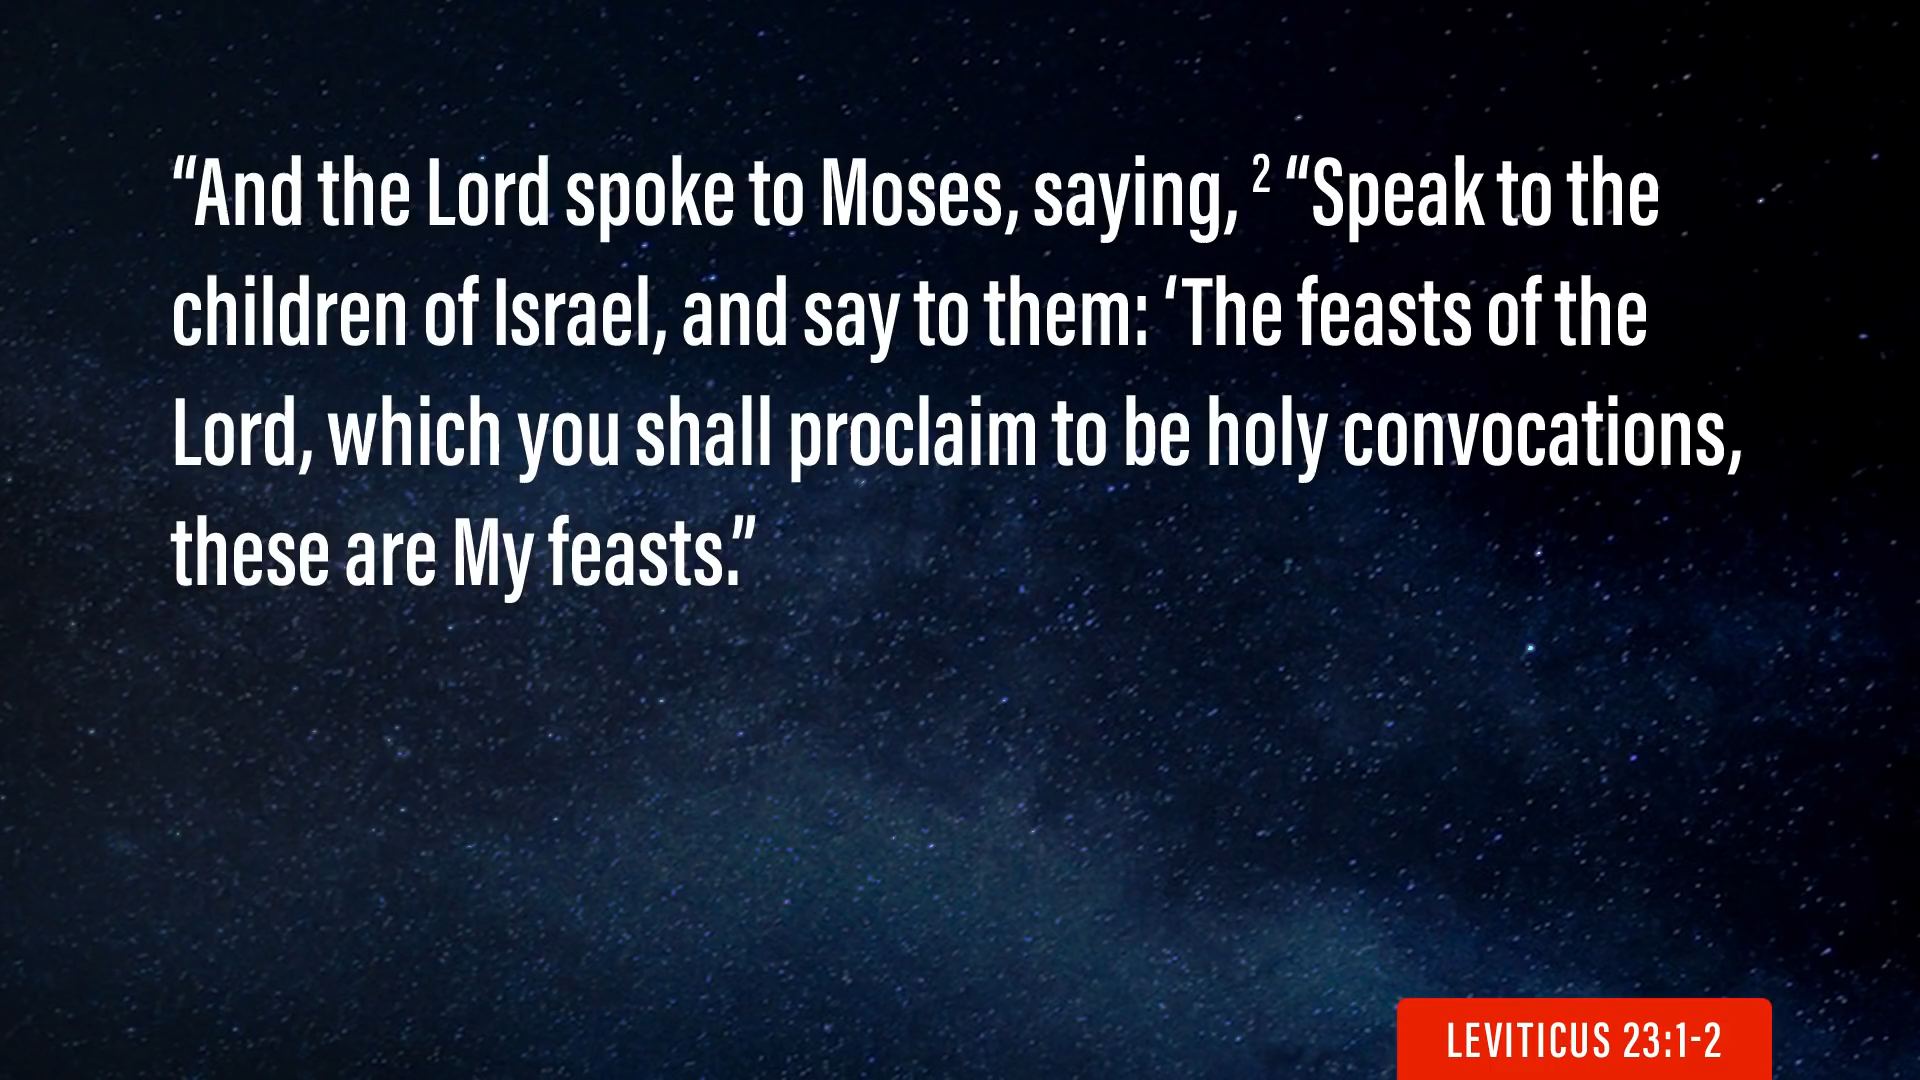 “And the Lord spoke to Moses, saying, ² “Speak to the
children of Israel, and say to them: ‘The feasts of the
Lord, which you shall proclaim to be holy convocations,
these are My feasts.”
LEVITICUS 23:1-2